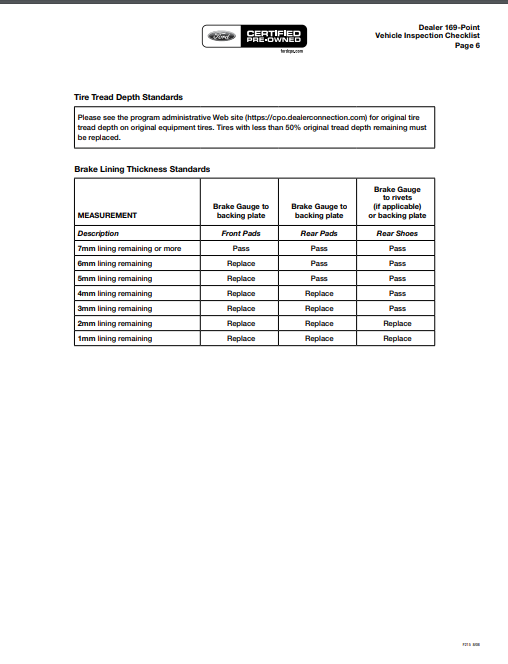 Ford
CERTIFIED
PRE-OWNED
fordcpo.com
Dealer 169-Point
Vehicle Inspection Checklist
Page 6
Tire Tread Depth Standards
Please see the program administrative Web site (https://cpo.dealerconnection.com) for original tire
tread depth on original equipment tires. Tires with less than 50% original tread depth remaining must
be replaced.
Brake Lining Thickness Standards
MEASUREMENT Brake Gauge to backing plate Brake Gauge to backing plate Brake Gauge to rivets (if applicable) or backing plate
Description Front Pads Rear Pads Rear Shoes
7mm lining remaining or more Pass Pass Pass
6mm lining remaining Replace Pass Pass
5mm lining remaining Replace Pass Pass
4mm lining remaining Replace Replace Pass
3mm lining remaining Replace Replace Pass
2mm lining remaining Replace Replace Replace
1mm lining remaining Replace Replace Replace